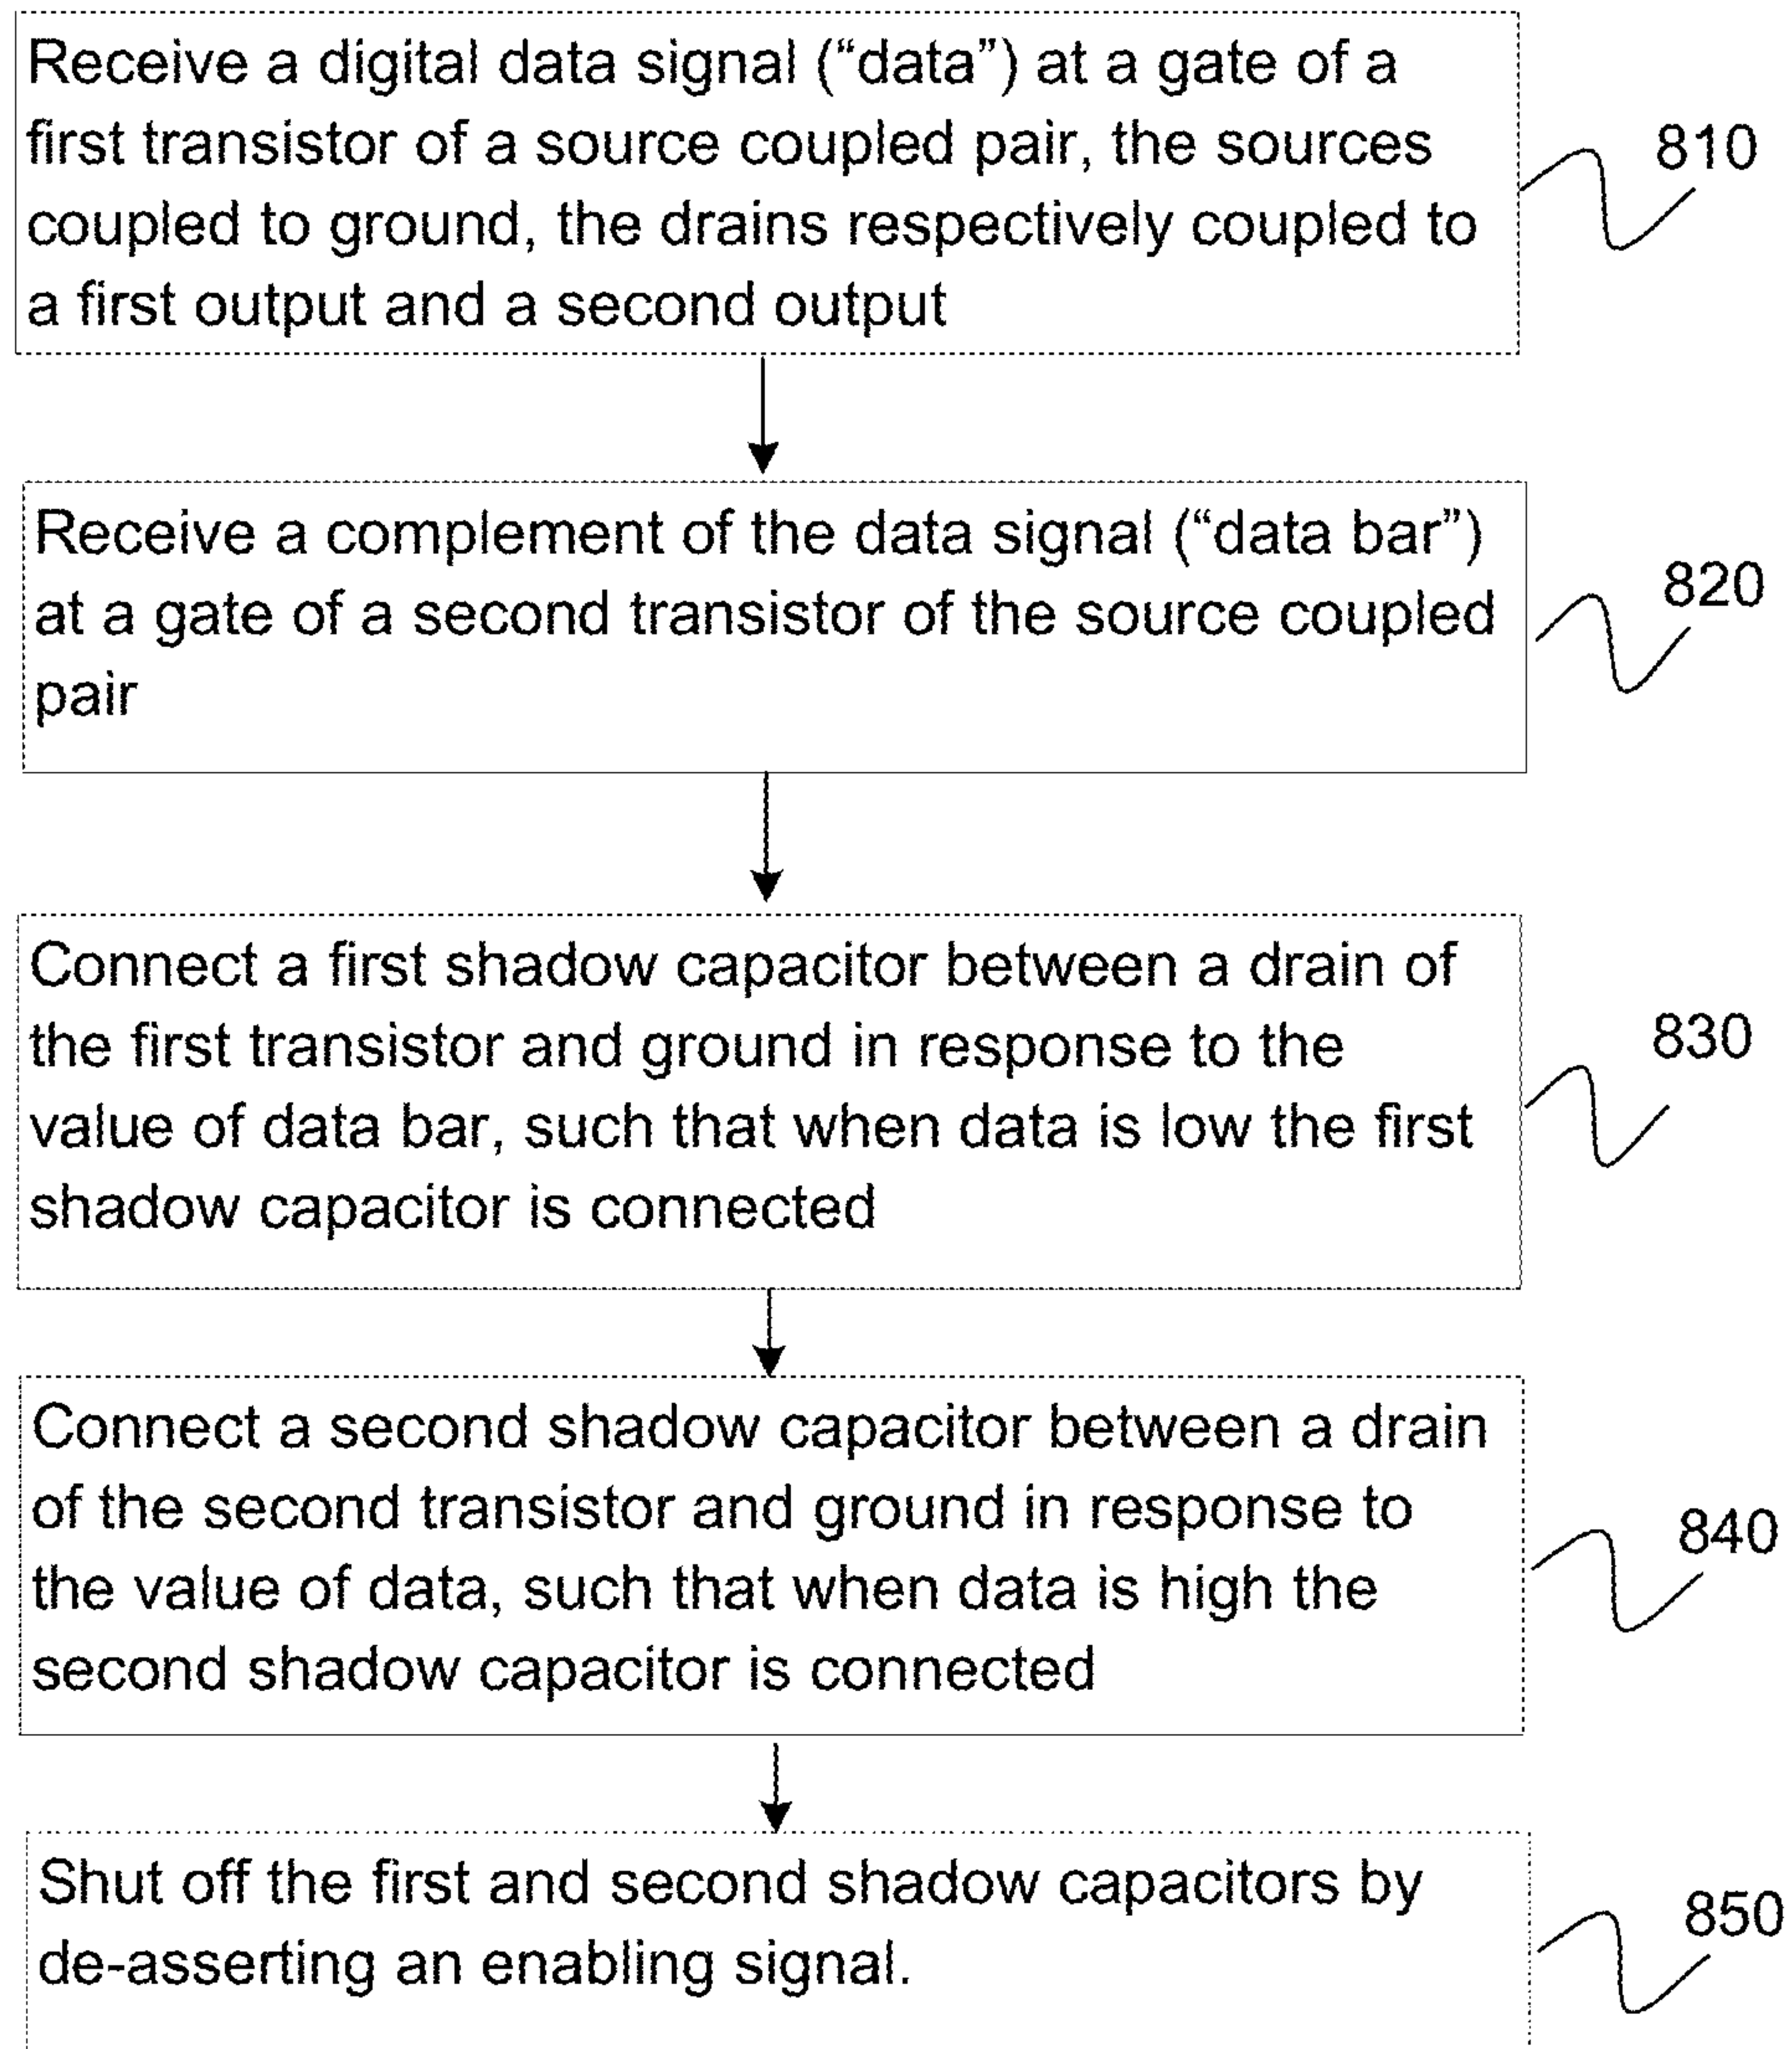 Receive a digital data signal (“data”) at a gate of a
first transistor of a source coupled pair, the sources
coupled to ground, the drains respectively coupled to
a first output and a second output
810
Receive a complement of the data signal (“data bar”)
at a gate of a second transistor of the source coupled
pair
820
Connect a first shadow capacitor between a drain of
the first transistor and ground in response to the
value of data bar, such that when data is low the first
shadow capacitor is connected
830
Connect a second shadow capacitor between a drain
of the second transistor and ground in response to
the value of data, such that when data is high the
second shadow capacitor is connected
840
Shut off the first and second shadow capacitors by
de-asserting an enabling signal.
850